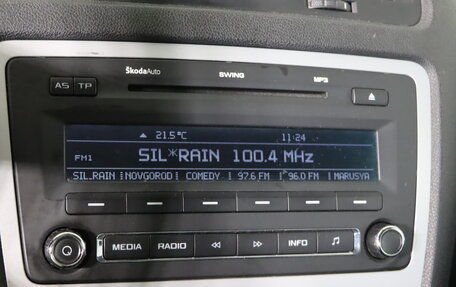 ŠkodaAuto SWING MP3
AS TP
21.5°C 11:24
FM1 SIL*RAIN 100.4 MHz
SIL.RAIN NOVGOROD COMEDY 97.6 FM 96.0 FM MARUSYA
MEDIA RADIO INFO